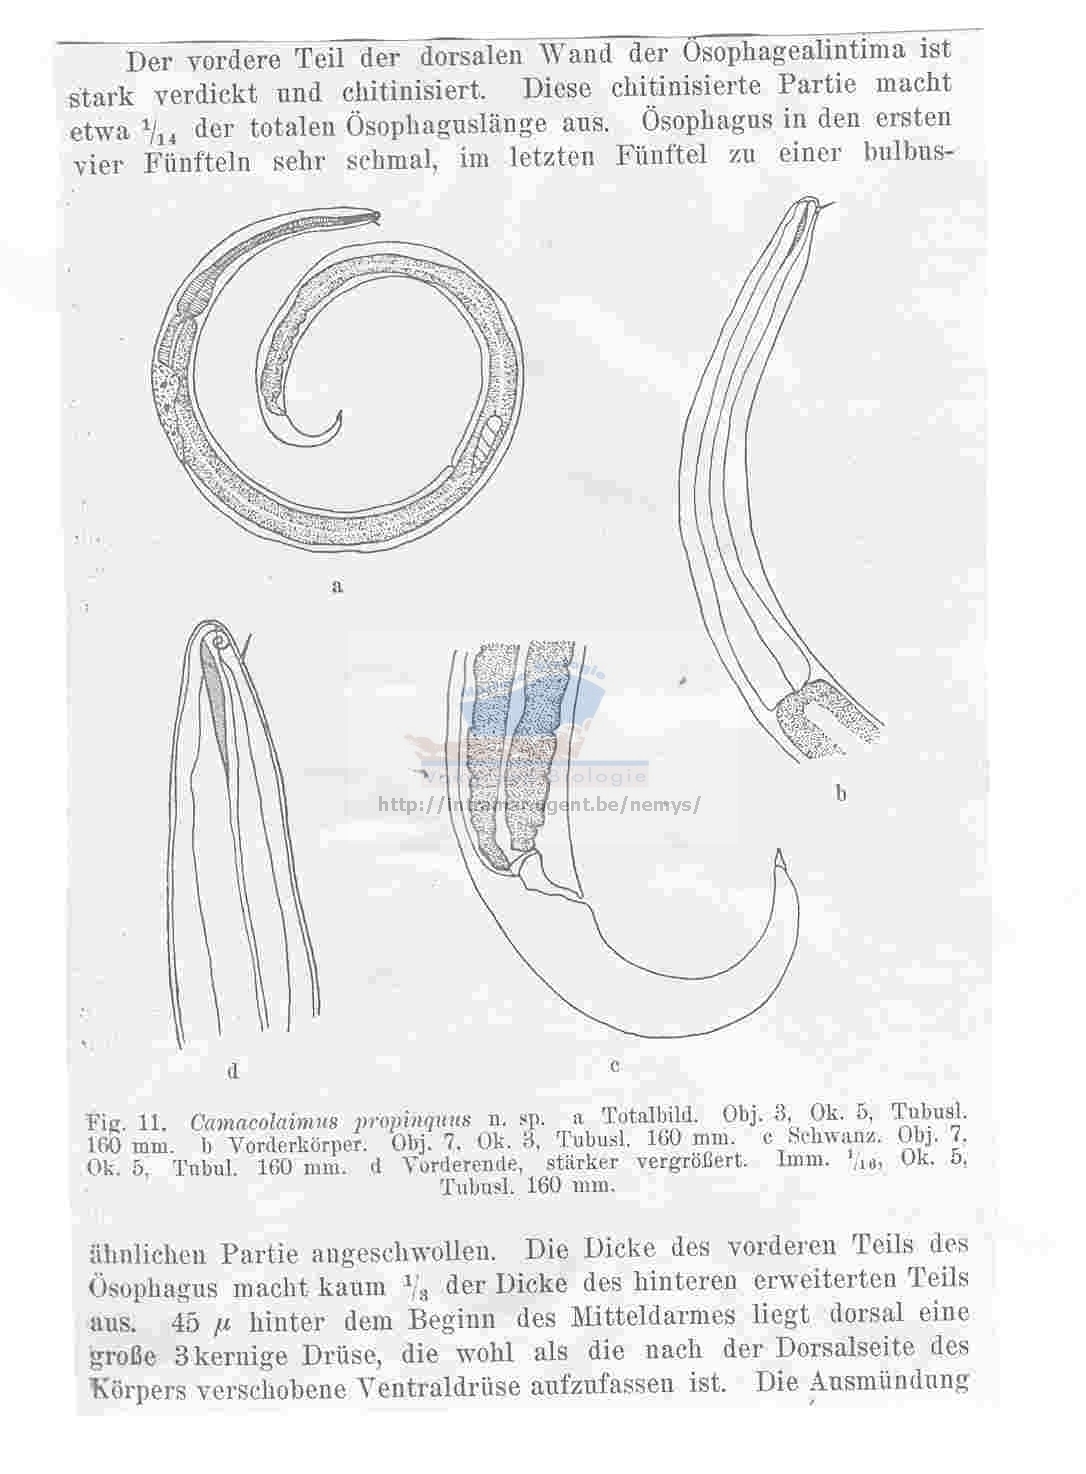 Der vordere Teil der dorsalen Wand der Ösophagealintima ist
stark verdickt und chitinisiert. Diese chitinisierte Partie macht
etwa 1/14 der totalen Ösophaguslänge aus. Ösophagus in den ersten
vier Fünfteln sehr schmal, im letzten Fünftel zu einer bulbus-
a
b
http://intramar.ugent.be/nemys/
d
c
Fig. 11. Camacolaimus propinquus n. sp. a Totalbild. Obj. 3, Ok. 5, Tubusl.
160 mm. b Vorderkörper. Obj. 7, Ok. 3, Tubusl. 160 mm. c Schwanz. Obj. 7,
Ok. 5, Tubul. 160 mm. d Vorderende, stärker vergrößert. Imm. 1/16, Ok. 5,
Tubusl. 160 mm.
ähnlichen Partie angeschwollen. Die Dicke des vorderen Teils des
Ösophagus macht kaum 1/3 der Dicke des hinteren erweiterten Teils
aus. 45 µ hinter dem Beginn des Mitteldarmes liegt dorsal eine
große 3kernige Drüse, die wohl als die nach der Dorsalseite des
Körpers verschobene Ventraldrüse aufzufassen ist. Die Ausmündung